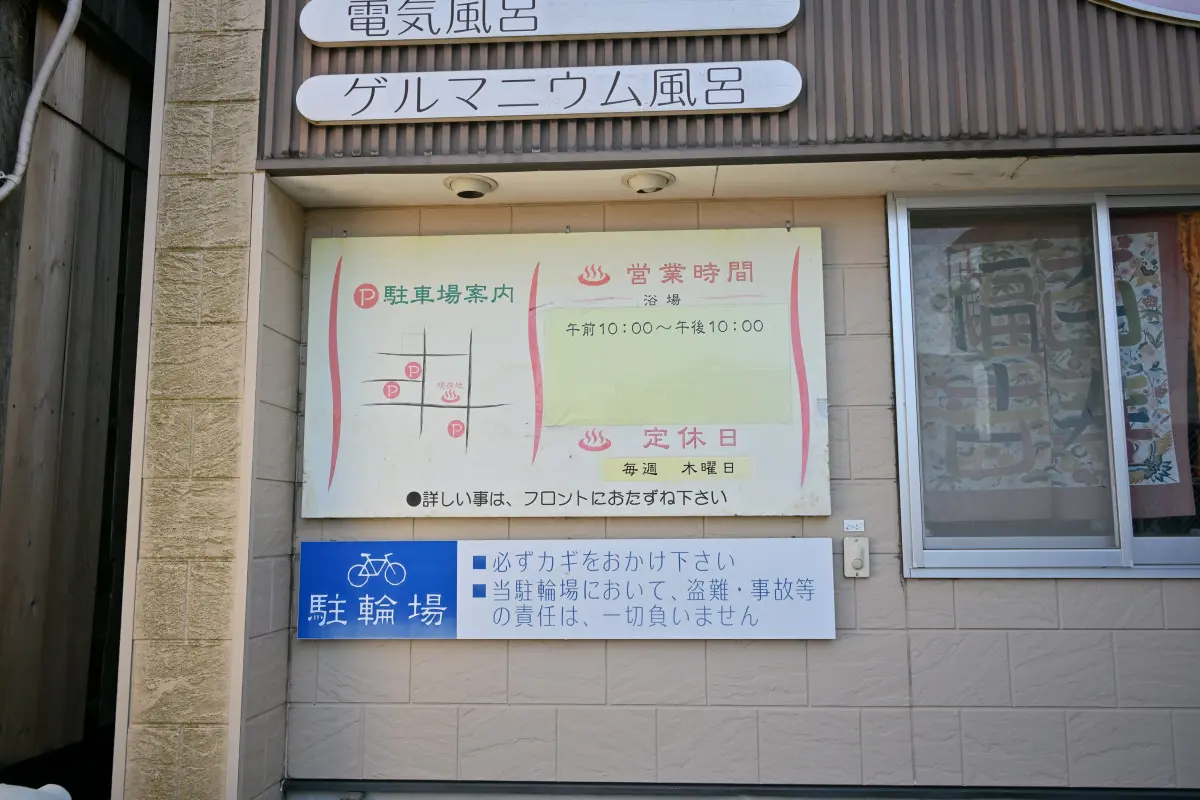 電気風呂
ゲルマニウム風呂
P駐車場案内
P
P
現在地
P
営業時間
浴場
午前10:00〜午後10:00
定休日
毎週 木曜日
●詳しい事は、フロントにおたずね下さい
駐輪場
■必ずカギをおかけ下さい
■当駐輪場において、盗難・事故等
の責任は、一切負いません